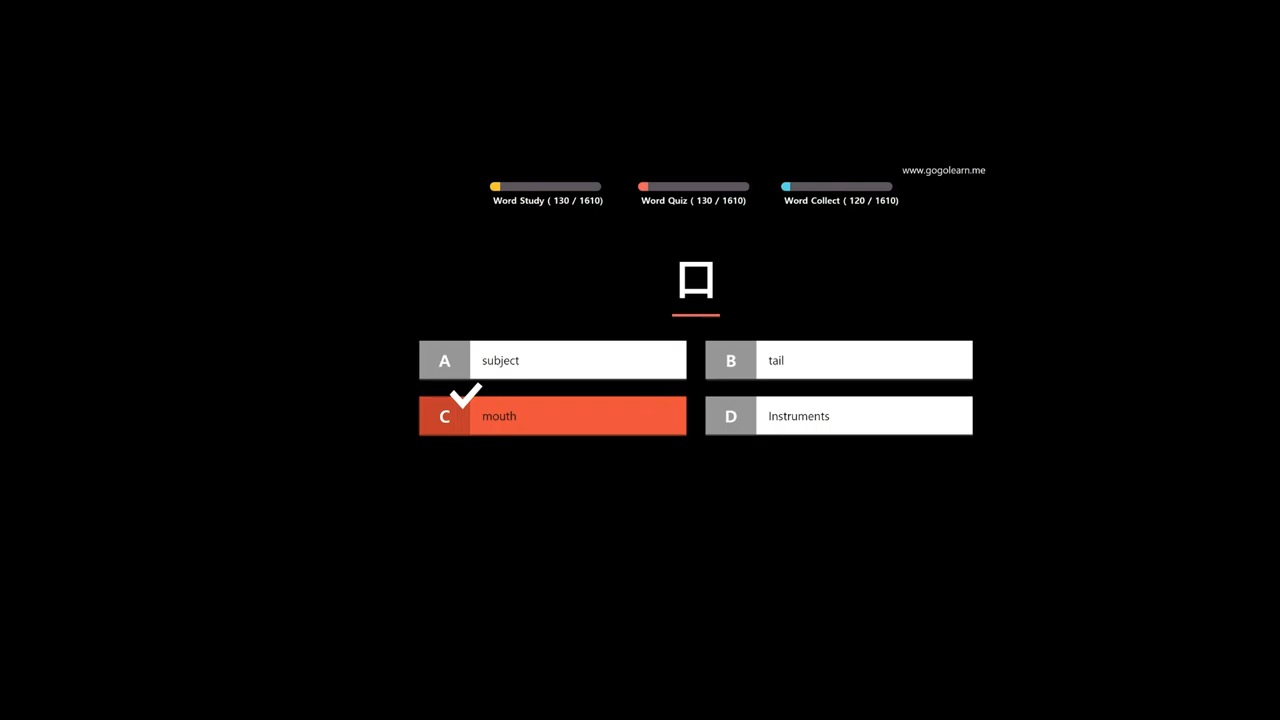 www.gogolearn.me
Word Study ( 130 / 1610)
Word Quiz ( 130 / 1610)
Word Collect ( 120 / 1610)
口
A subject
B tail
C mouth
D Instruments